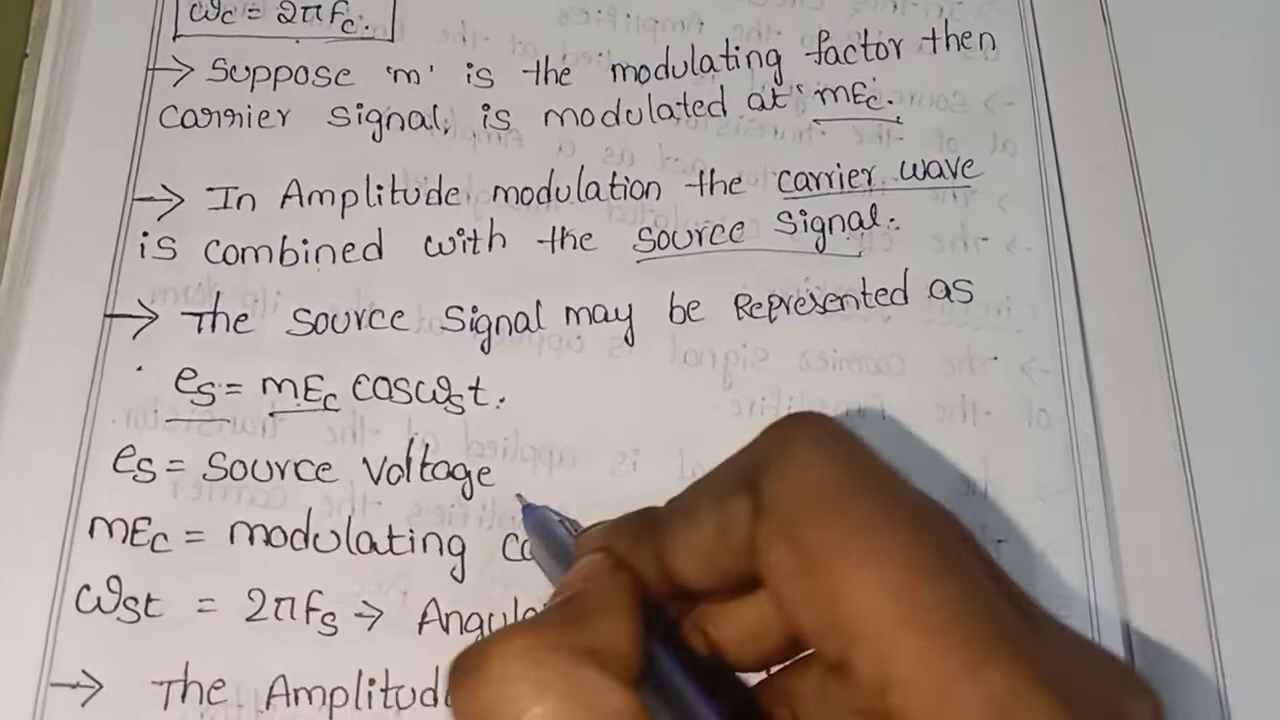 ωc = 2πfc.
→ Suppose 'm' is the modulating factor then
carrier signal, is modulated at mEc.
→ In Amplitude modulation the carrier wave
is combined with the source signal.
→ The source signal may be Represented as
es = mEc cosωst.
es = source voltage
mEc = modulating
ωst = 2πfs →
→ The